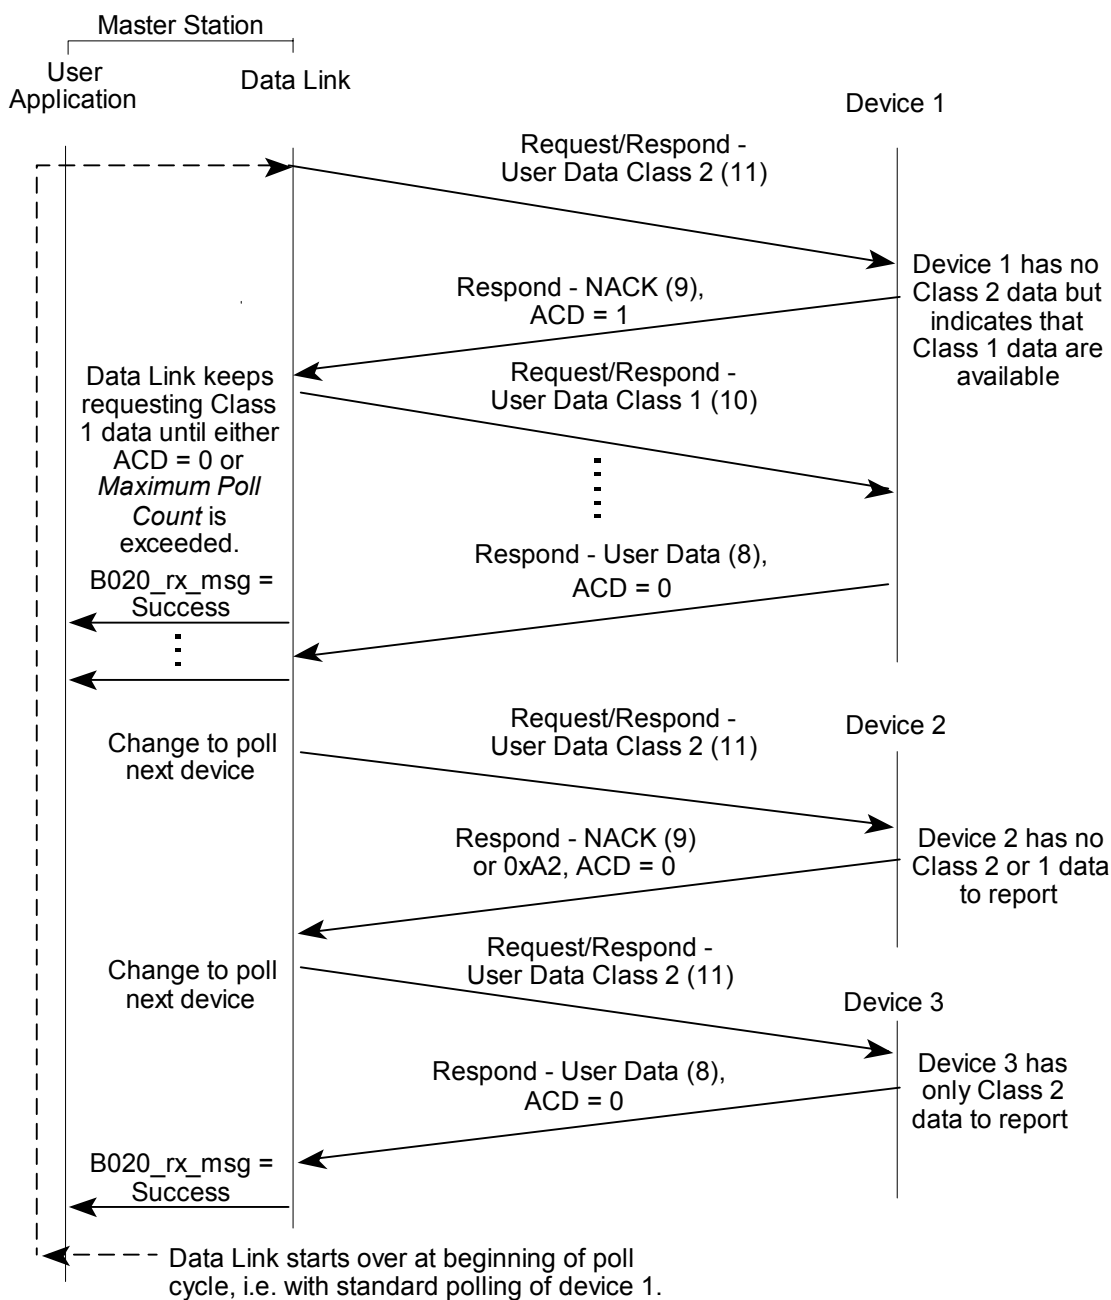 Master Station
User
Application
Data Link
Device 1
Request/Respond -
User Data Class 2 (11)
Device 1 has no
Class 2 data but
indicates that
Class 1 data are
available
Respond - NACK (9),
ACD = 1
Request/Respond -
User Data Class 1 (10)
Data Link keeps
requesting Class
1 data until either
ACD = 0 or
Maximum Poll
Count is
exceeded.
Respond - User Data (8),
ACD = 0
B020_rx_msg =
Success
Change to poll
next device
Request/Respond -
User Data Class 2 (11)
Device 2
Respond - NACK (9)
or 0xA2, ACD = 0
Device 2 has no
Class 2 or 1 data
to report
Change to poll
next device
Request/Respond -
User Data Class 2 (11)
Device 3
Respond - User Data (8),
ACD = 0
Device 3 has
only Class 2
data to report
B020_rx_msg =
Success
Data Link starts over at beginning of poll
cycle, i.e. with standard polling of device 1.